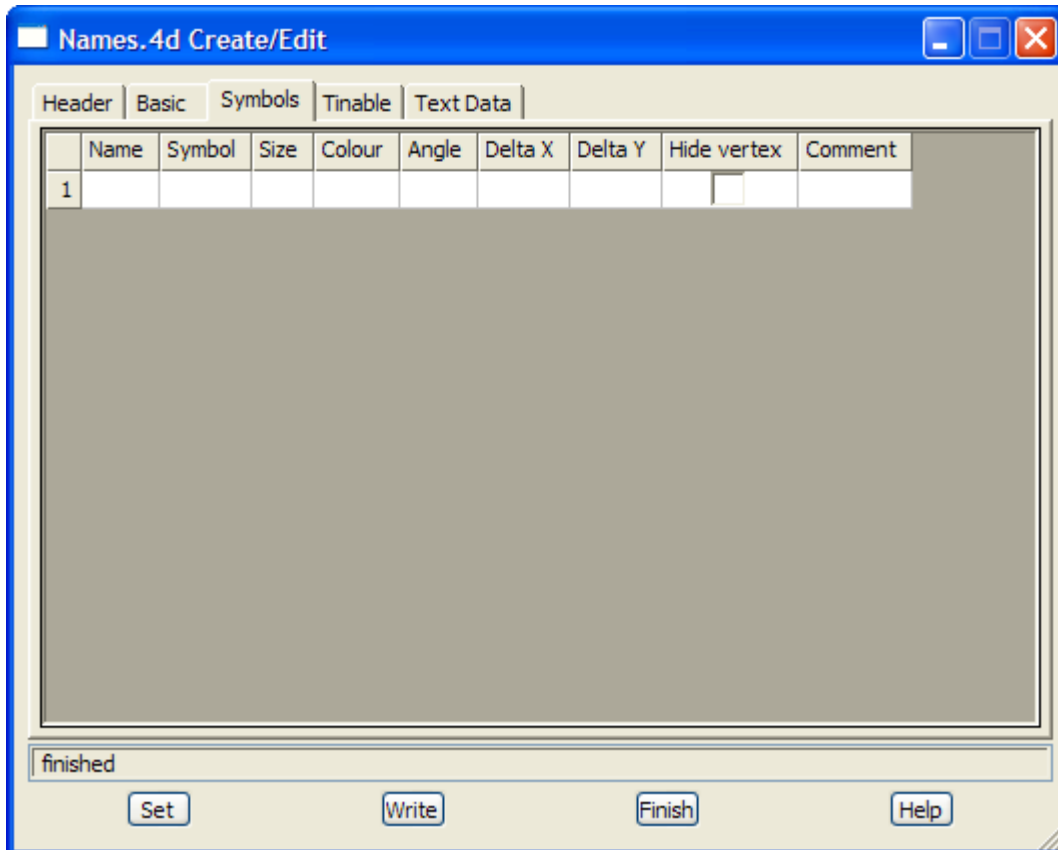 Names.4d Create/Edit
Header Basic Symbols Tinable Text Data
Name Symbol Size Colour Angle Delta X Delta Y Hide vertex Comment
1
finished
Set Write Finish Help